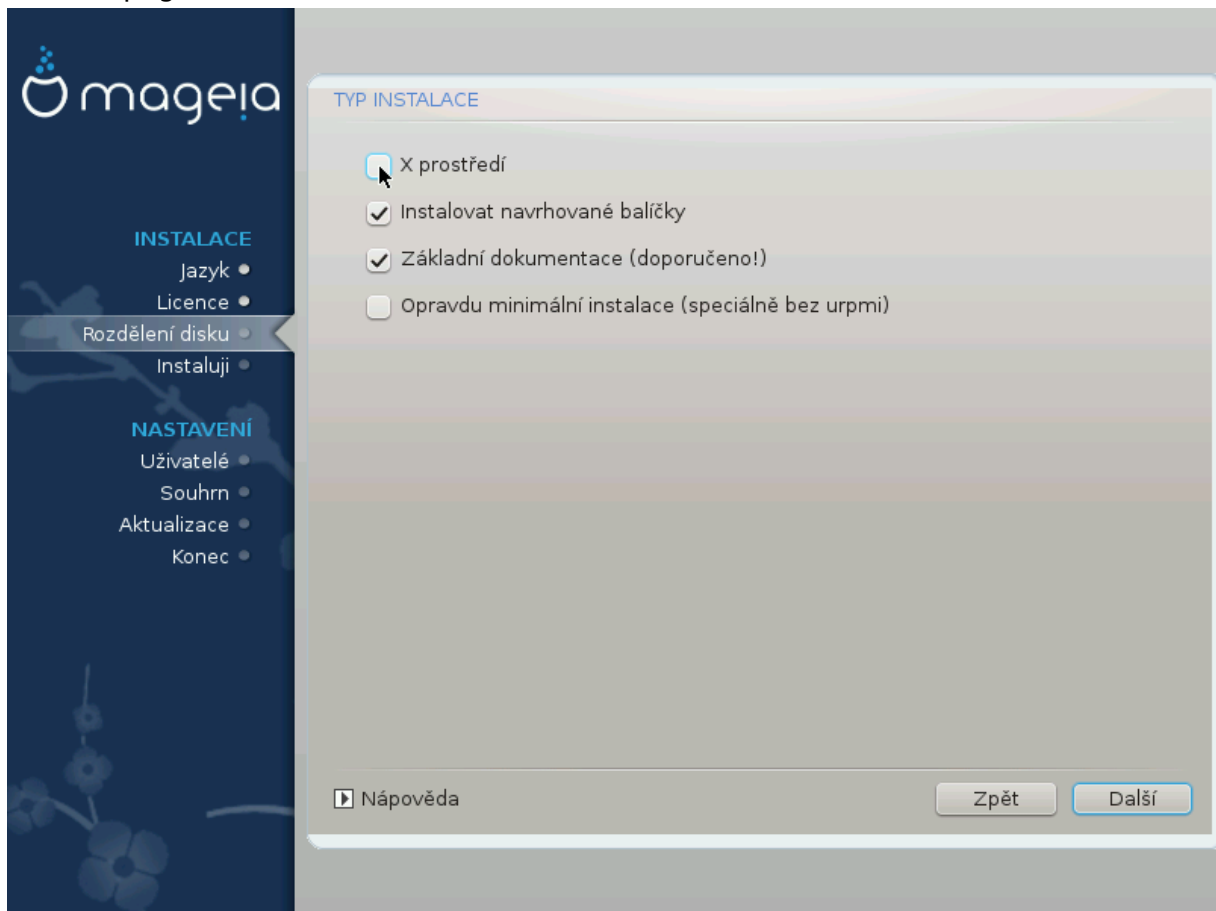 mageia
INSTALACE
Jazyk
Licence
Rozdělení disku
Instaluji
NASTAVENÍ
Uživatelé
Souhrn
Aktualizace
Konec
TYP INSTALACE
X prostředí
Instalovat navrhované balíčky
Základní dokumentace (doporučeno!)
Opravdu minimální instalace (speciálně bez urpmi)
Nápověda
Zpět
Další